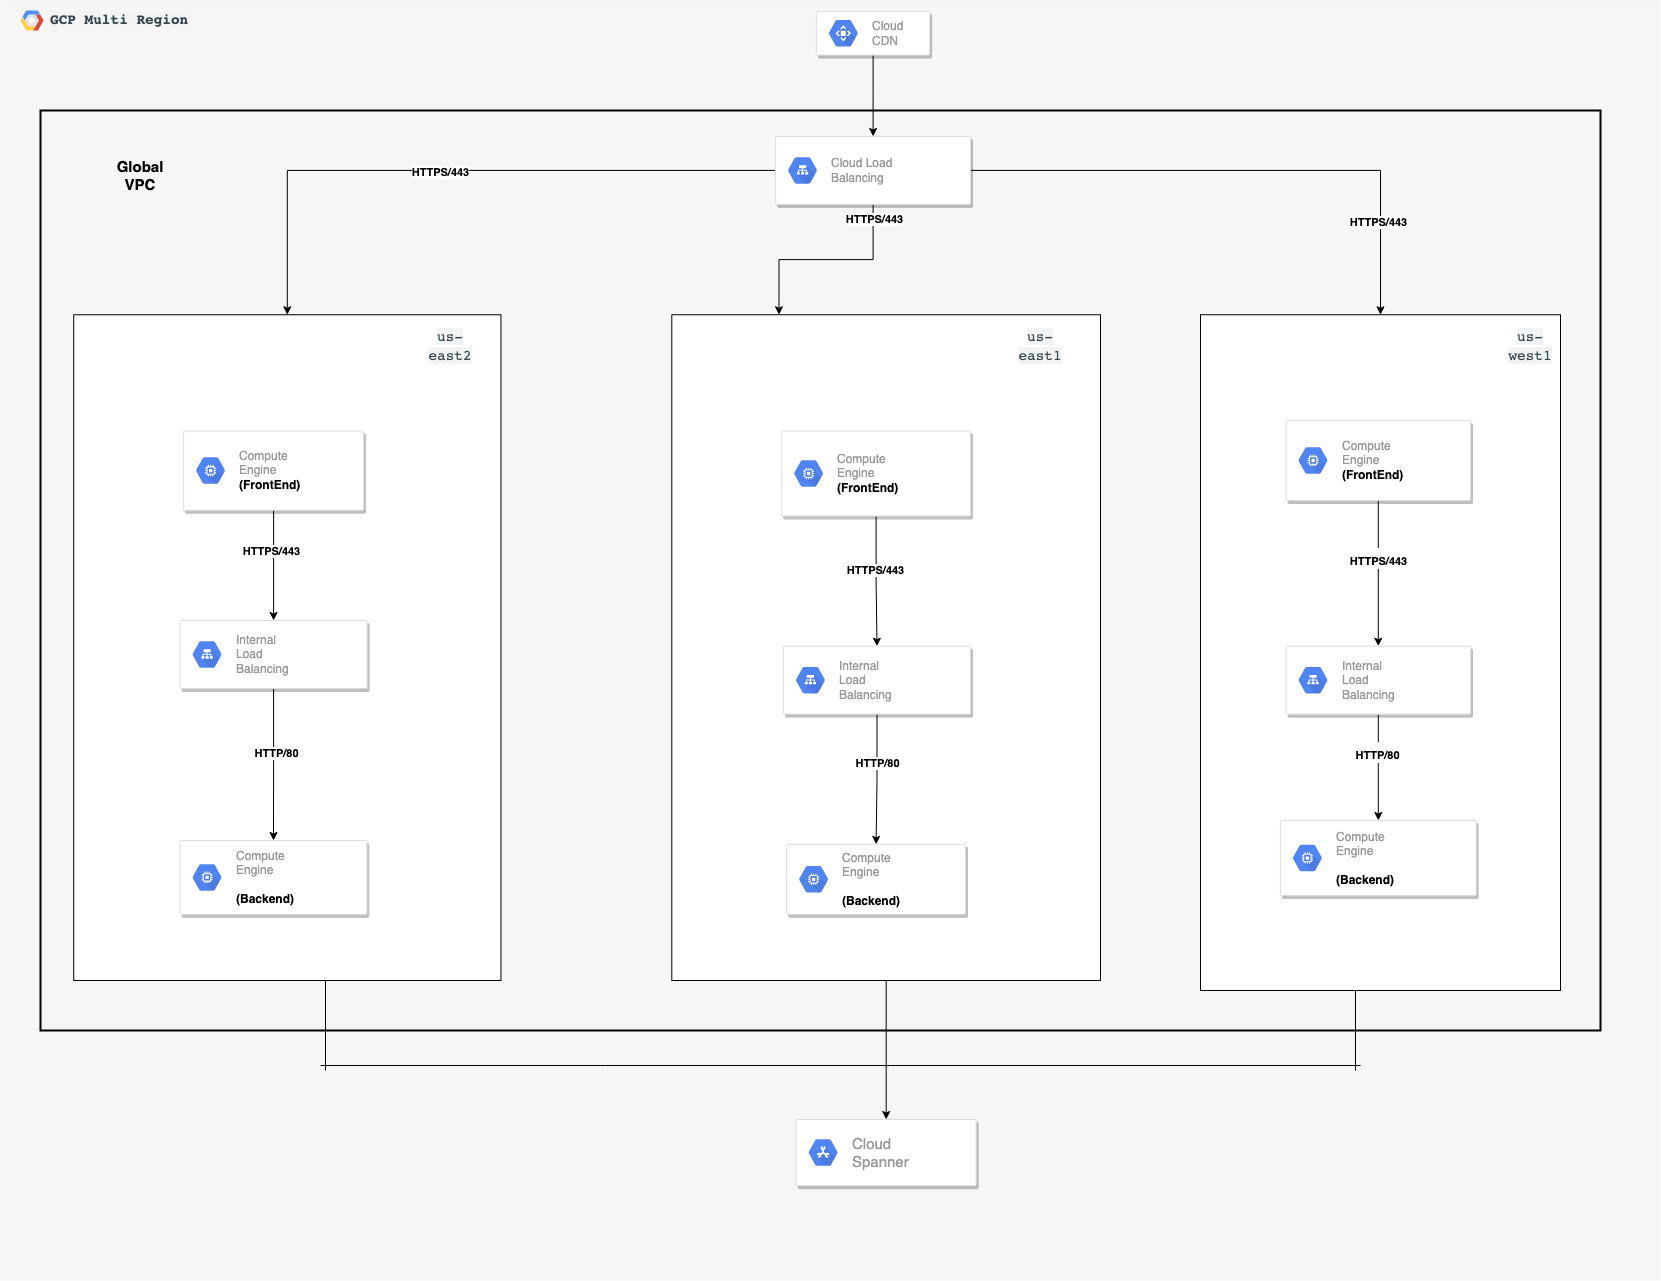 GCP Multi Region
Cloud
CDN
Global
VPC
Cloud Load
Balancing
HTTPS/443
HTTPS/443
HTTPS/443
us-
east2
us-
east1
us-
west1
Compute
Engine
(FrontEnd)
Compute
Engine
(FrontEnd)
Compute
Engine
(FrontEnd)
HTTPS/443
HTTPS/443
HTTPS/443
Internal
Load
Balancing
Internal
Load
Balancing
Internal
Load
Balancing
HTTP/80
HTTP/80
HTTP/80
Compute
Engine
(Backend)
Compute
Engine
(Backend)
Compute
Engine
(Backend)
Cloud
Spanner